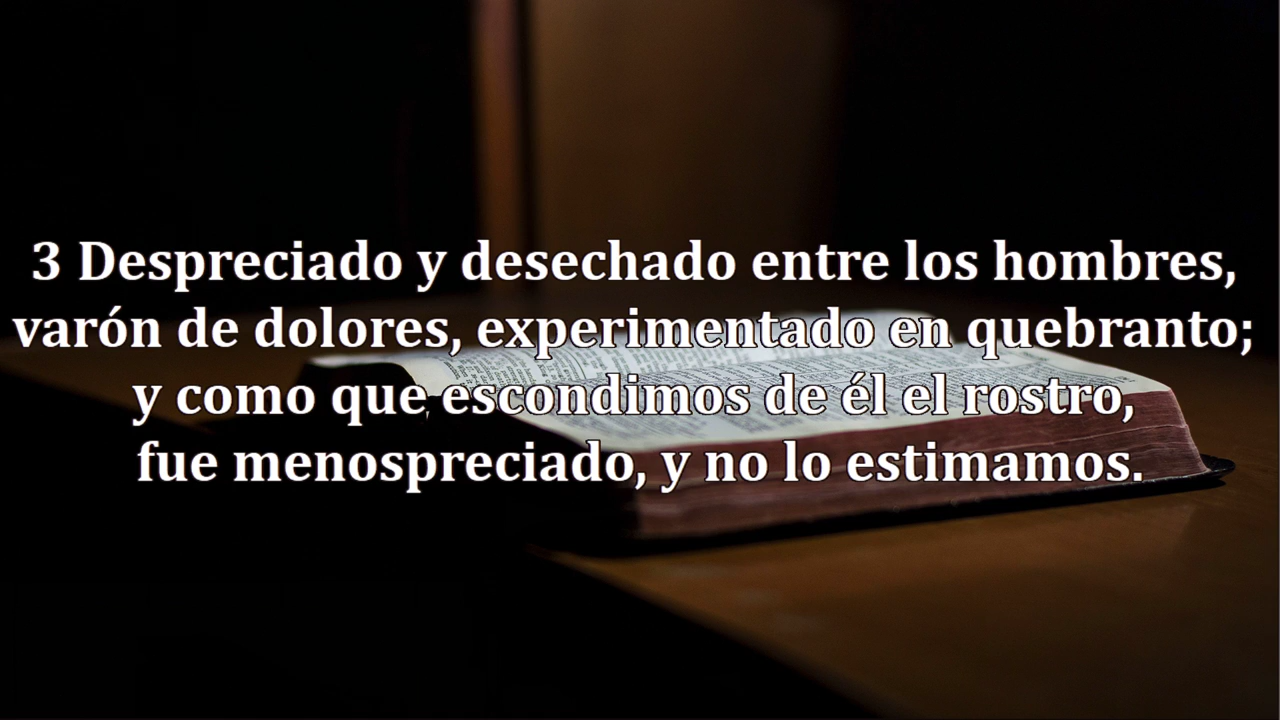 3 Despreciado y desechado entre los hombres,
varón de dolores, experimentado en quebranto;
y como que escondimos de él el rostro,
fue menospreciado, y no lo estimamos.